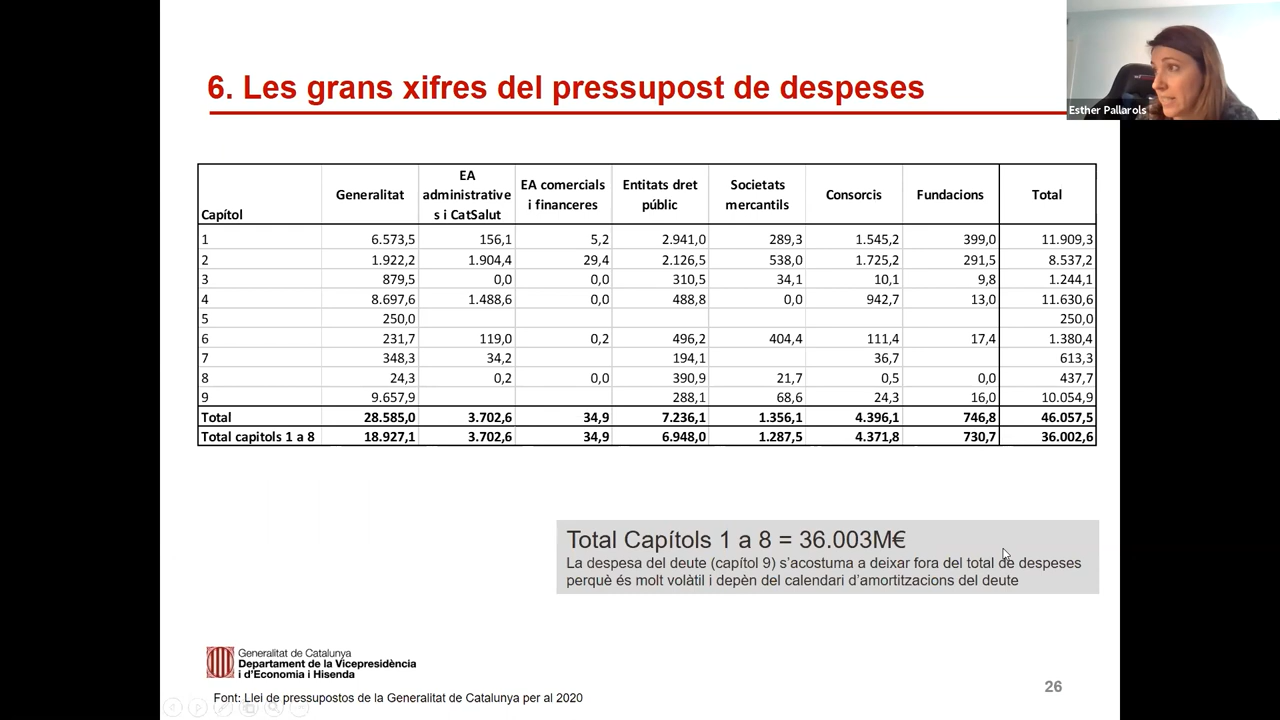 6. Les grans xifres del pressupost de despeses
Esther Pallarols
Capítol Generalitat EA administrative s i CatSalut EA comercials i financeres Entitats dret públic Societats mercantils Consorcis Fundacions Total
1 6.573,5 156,1 5,2 2.941,0 289,3 1.545,2 399,0 11.909,3
2 1.922,2 1.904,4 29,4 2.126,5 538,0 1.725,2 291,5 8.537,2
3 879,5 0,0 0,0 310,5 34,1 10,1 9,8 1.244,1
4 8.697,6 1.488,6 0,0 488,8 0,0 942,7 13,0 11.630,6
5 250,0 250,0
6 231,7 119,0 0,2 496,2 404,4 111,4 17,4 1.380,4
7 348,3 34,2 194,1 36,7 613,3
8 24,3 0,2 0,0 390,9 21,7 0,5 0,0 437,7
9 9.657,9 288,1 68,6 24,3 16,0 10.054,9
Total 28.585,0 3.702,6 34,9 7.236,1 1.356,1 4.396,1 746,8 46.057,5
Total capitols 1 a 8 18.927,1 3.702,6 34,9 6.948,0 1.287,5 4.371,8 730,7 36.002,6
Total Capítols 1 a 8 = 36.003M€
La despesa del deute (capítol 9) s'acostuma a deixar fora del total de despeses
perquè és molt volàtil i depèn del calendari d'amortitzacions del deute
Generalitat de Catalunya
Departament de la Vicepresidència
i d'Economia i Hisenda
Font: Llei de pressupostos de la Generalitat de Catalunya per al 2020
26